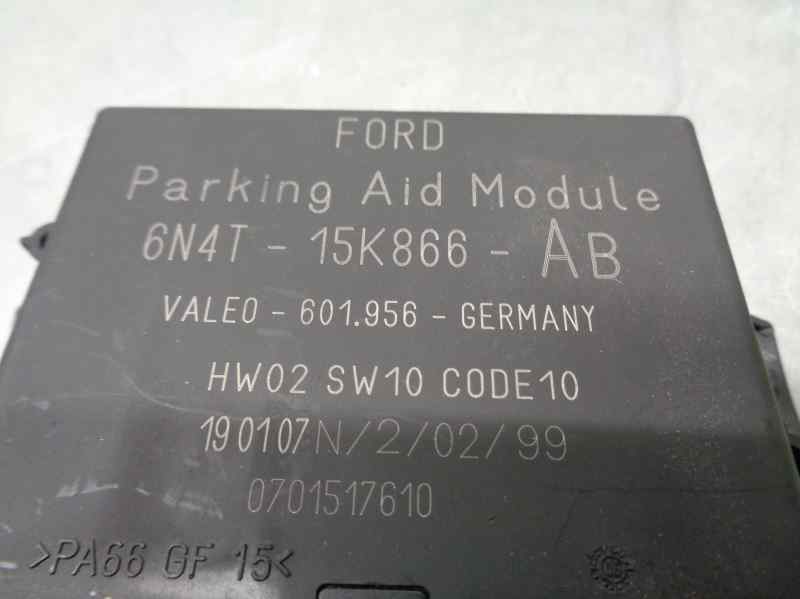 FORD
Parking Aid Module
6N4T - 15K866 - AB
VALEO - 601.956 - GERMANY
HW02 SW10 CODE10
190107N/2/02/99
0701517610
>PA66 GF 15<